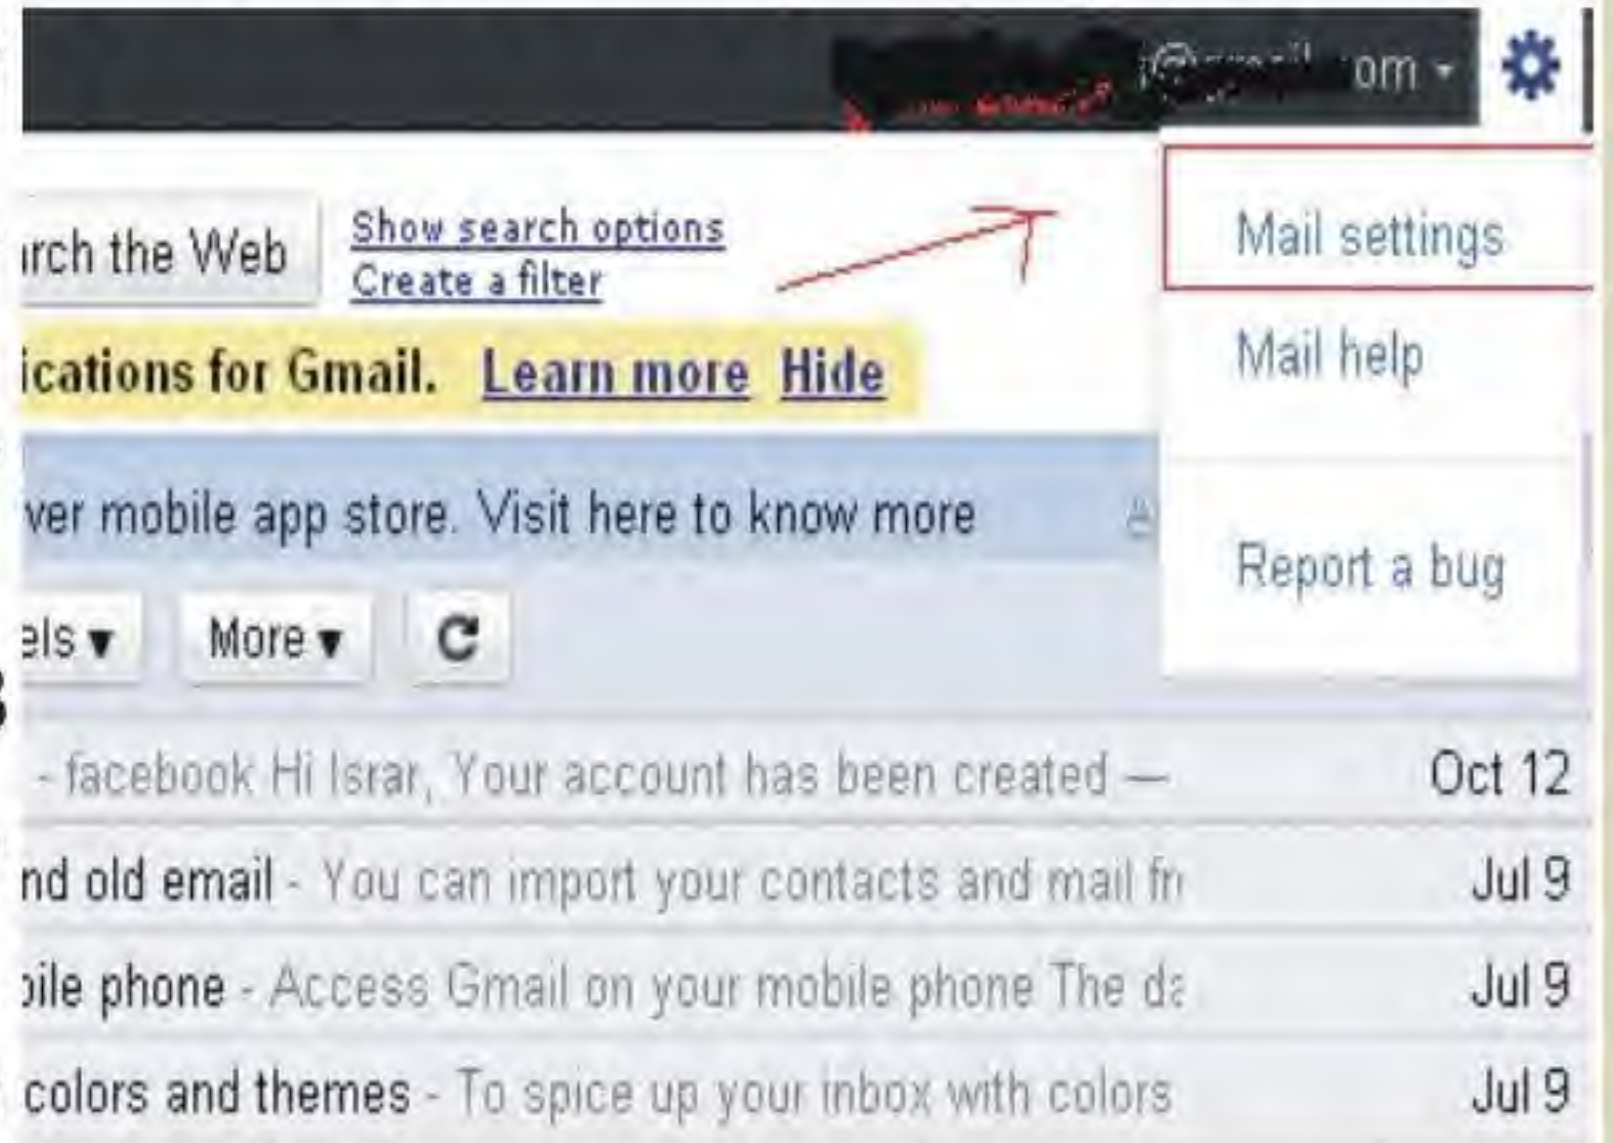 om
Mail settings
rch the Web
Show search options
Create a filter
Mail help
ications for Gmail. Learn more Hide
ver mobile app store. Visit here to know more
Report a bug
els ▾ More ▾
- facebook Hi Israr, Your account has been created — Oct 12
nd old email - You can import your contacts and mail fr Jul 9
ile phone - Access Gmail on your mobile phone The da Jul 9
colors and themes - To spice up your inbox with colors Jul 9